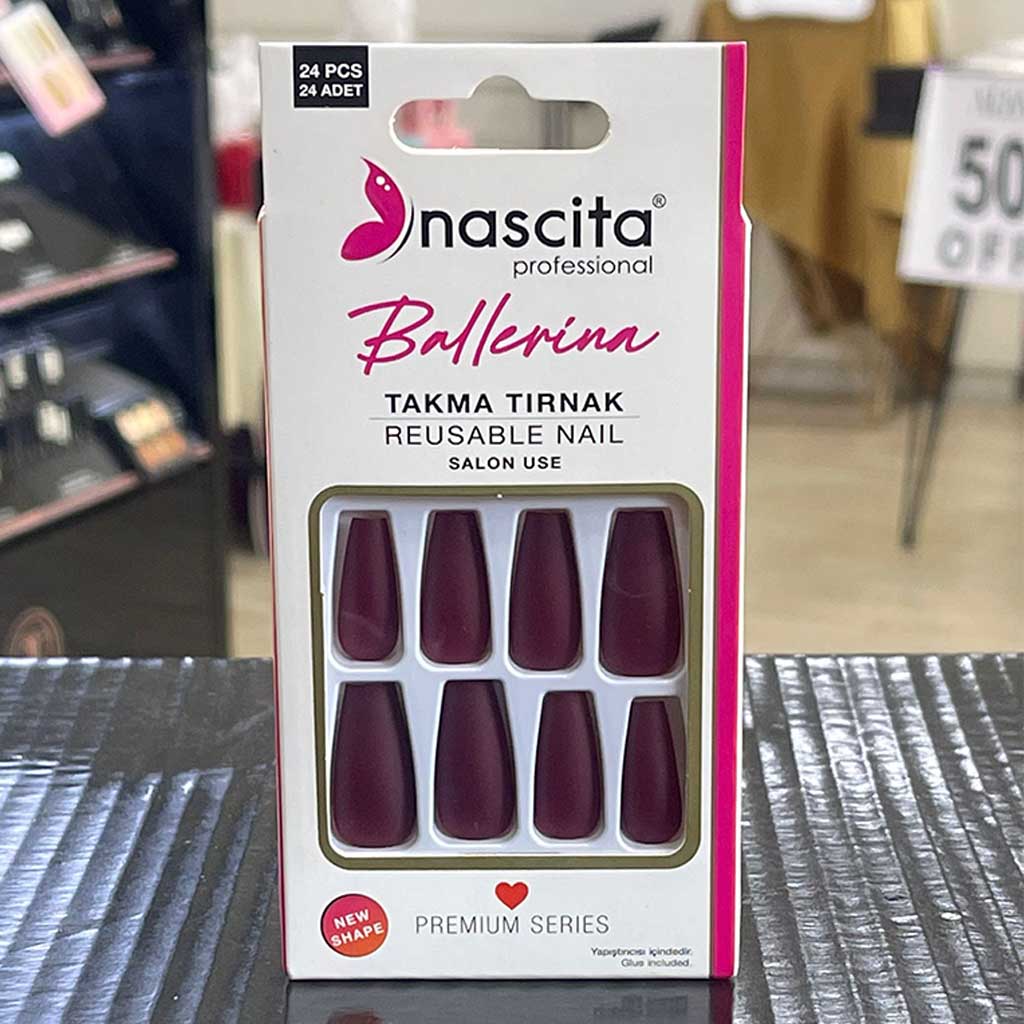 24 PCS
24 ADET
nascita®
professional
Ballerina
TAKMA TIRNAK
REUSABLE NAIL
SALON USE
NEW
SHAPE
PREMIUM SERIES
Yapıştırıcısı içindedir.
Glue included.
50
OFF